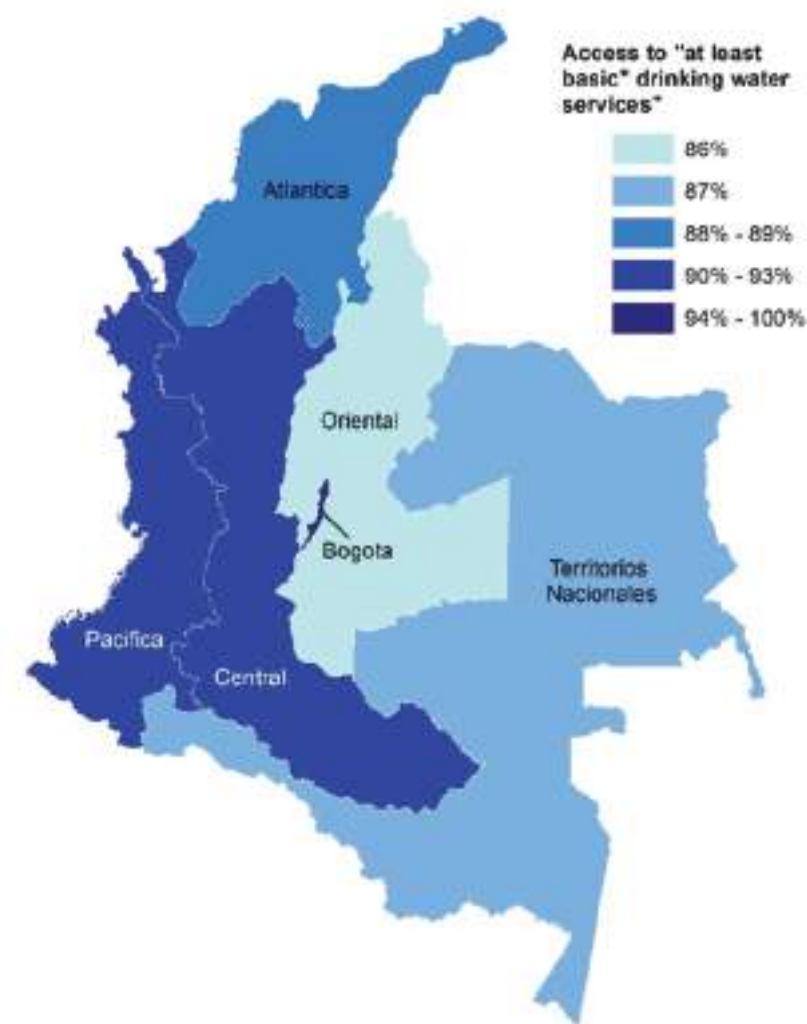 Access to "at least
basic" drinking water
services"
86%
87%
88% - 89%
90% - 93%
94% - 100%
Atlantica
Oriental
Bogota
Territorios
Nacionales
Pacifica
Central